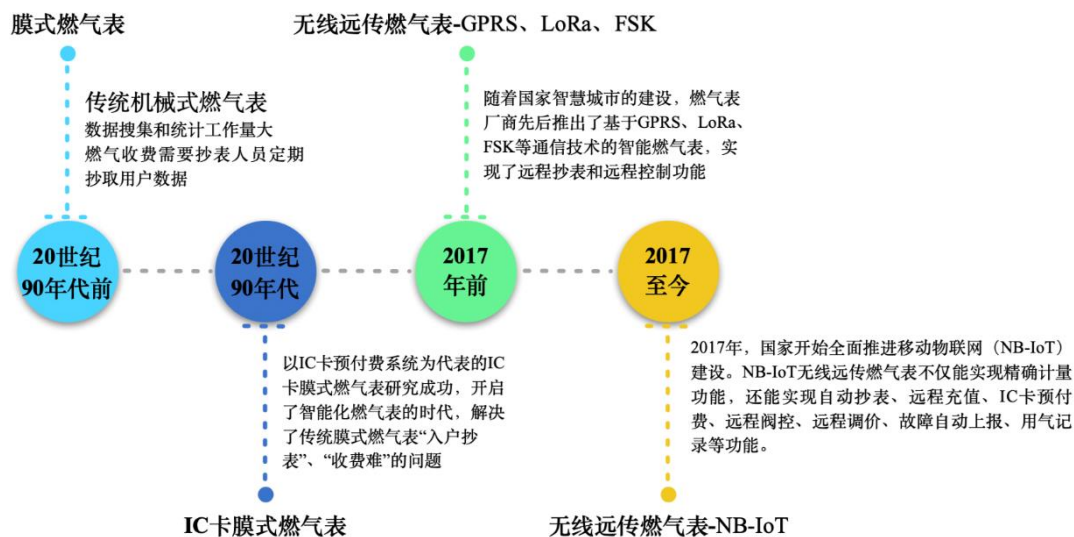 膜式燃气表
无线远传燃气表-GPRS、LoRa、FSK
传统机械式燃气表
数据搜集和统计工作量大
燃气收费需要抄表人员定期
抄取用户数据
随着国家智慧城市的建设，燃气表
厂商先后推出了基于GPRS、LoRa、
FSK等通信技术的智能燃气表，实
现了远程抄表和远程控制功能
20世纪
90年代前
20世纪
90年代
2017
年前
2017
至今
以IC卡预付费系统为代表的IC
卡膜式燃气表研究成功，开启
了智能化燃气表的时代，解决
了传统膜式燃气表“入户抄
表”、“收费难”的问题
2017年，国家开始全面推进移动物联网（NB-IoT）
建设。NB-IoT无线远传燃气表不仅能实现精确计量
功能，还能实现自动抄表、远程充值、IC卡预付
费、远程阀控、远程调价、故障自动上报、用气记
录等功能。
IC卡膜式燃气表
无线远传燃气表-NB-IoT